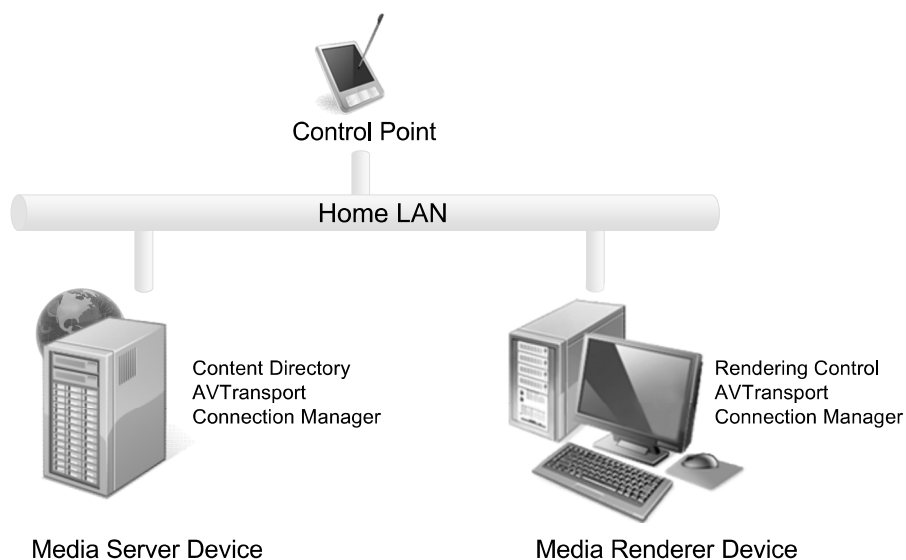 Control Point
Home LAN
Content Directory
AVTransport
Connection Manager
Rendering Control
AVTransport
Connection Manager
Media Server Device
Media Renderer Device